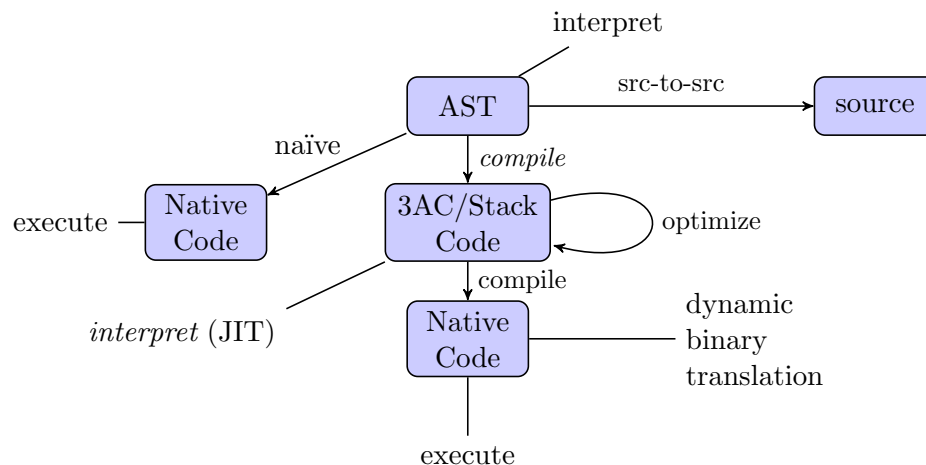 interpret
src-to-src
AST
source
naïve
compile
Native
Code
execute
3AC/Stack
Code
optimize
compile
interpret (JIT)
Native
Code
dynamic
binary
translation
execute